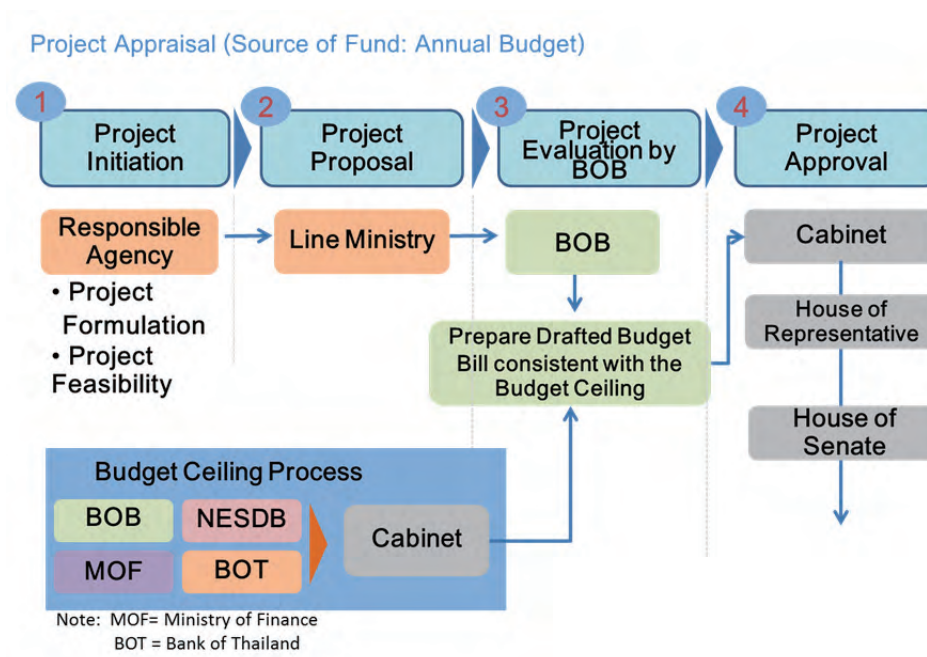 Project Appraisal (Source of Fund: Annual Budget)
1
Project
Initiation
2
Project
Proposal
3
Project
Evaluation by
BOB
4
Project
Approval
Responsible
Agency
Line Ministry
BOB
Cabinet
• Project
Formulation
• Project
Feasibility
Prepare Drafted Budget
Bill consistent with the
Budget Ceiling
House of
Representative
House of
Senate
Budget Ceiling Process
BOB
NESDB
MOF
BOT
Cabinet
Note: MOF= Ministry of Finance
BOT = Bank of Thailand